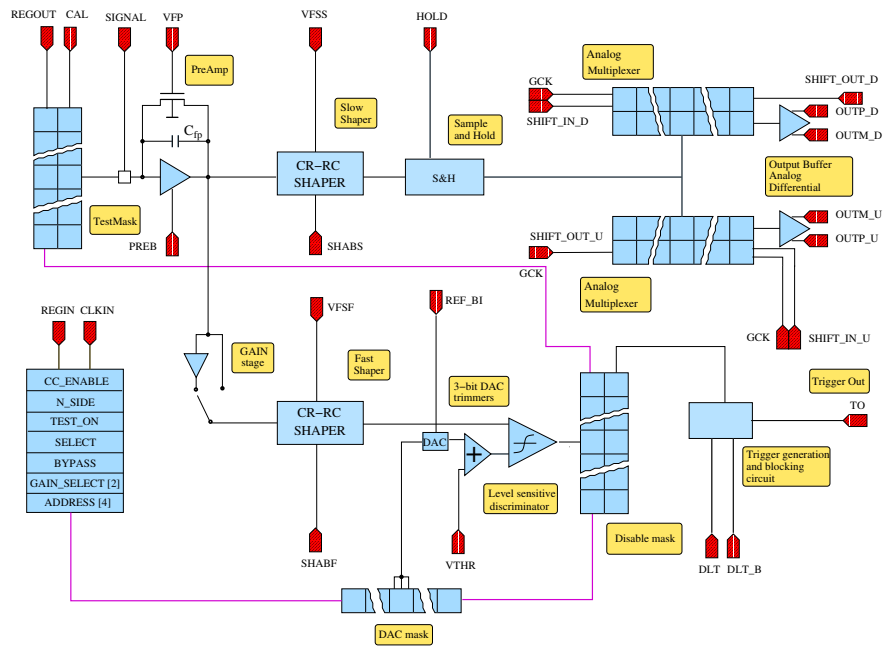 REGOUT
CAL
SIGNAL
VFP
VFSS
HOLD
PreAmp
Analog
Multiplexer
GCK
SHIFT_IN_D
SHIFT_OUT_D
OUTP_D
OUTM_D
Slow
Shaper
Sample
and Hold
Cfp
CR−RC
SHAPER
S&H
Output Buffer
Analog
Differential
TestMask
PREB
SHABS
SHIFT_OUT_U
GCK
OUTM_U
OUTP_U
Analog
Multiplexer
GCK
SHIFT_IN_U
REGIN
CLKIN
VFSF
REF_BI
GAIN
stage
Fast
Shaper
3−bit DAC
trimmers
Trigger Out
TO
CC_ENABLE
N_SIDE
TEST_ON
SELECT
BYPASS
GAIN_SELECT [2]
ADDRESS [4]
CR−RC
SHAPER
DAC
+
Level sensitive
discriminator
Trigger generation
and blocking
circuit
Disable mask
SHABF
VTHR
DLT
DLT_B
DAC mask